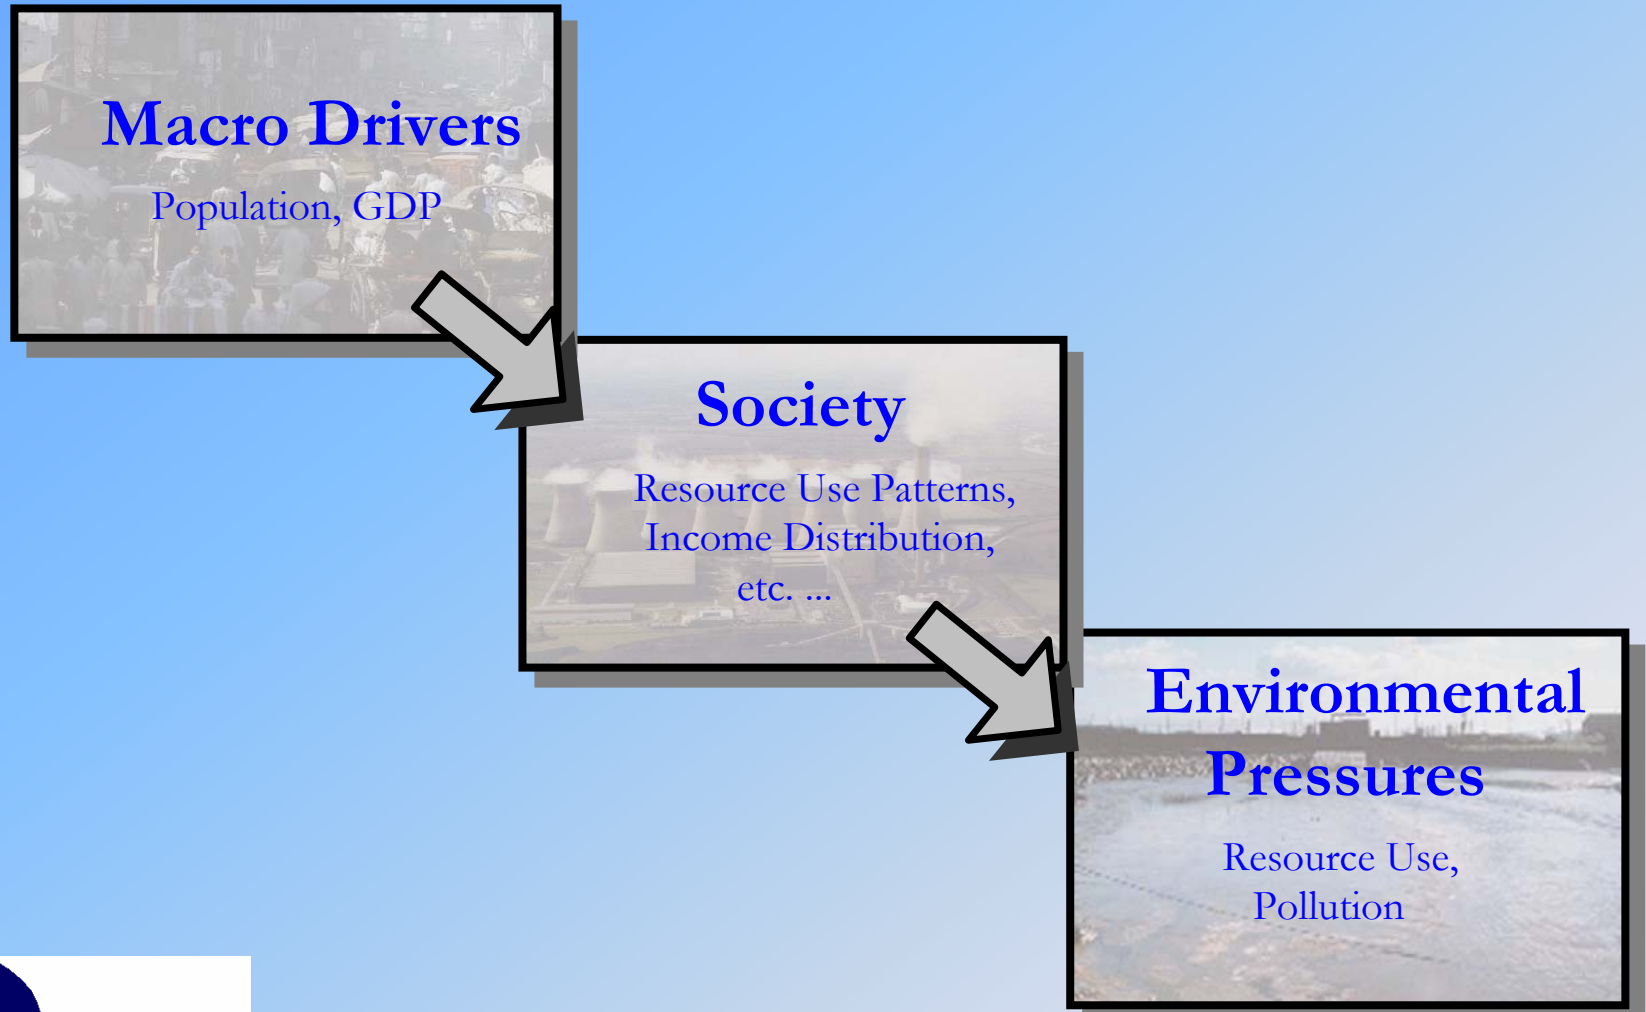 Macro Drivers
Population, GDP
Society
Resource Use Patterns,
Income Distribution,
etc. ...
Environmental
Pressures
Resource Use,
Pollution